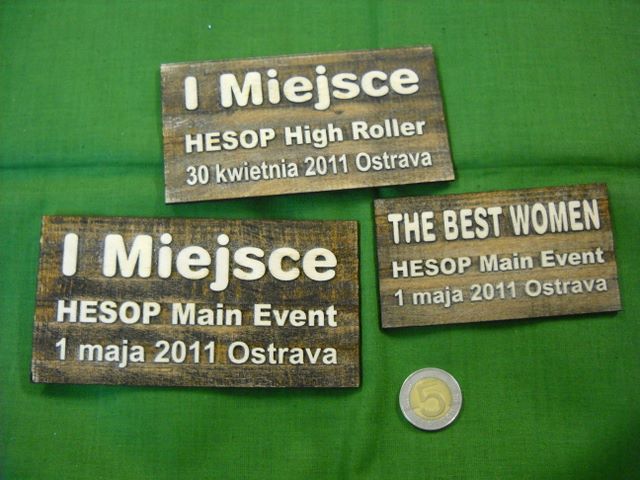 I Miejsce
HESOP High Roller
30 kwietnia 2011 Ostrava
I Miejsce
HESOP Main Event
1 maja 2011 Ostrava
THE BEST WOMEN
HESOP Main Event
1 maja 2011 Ostrava
5